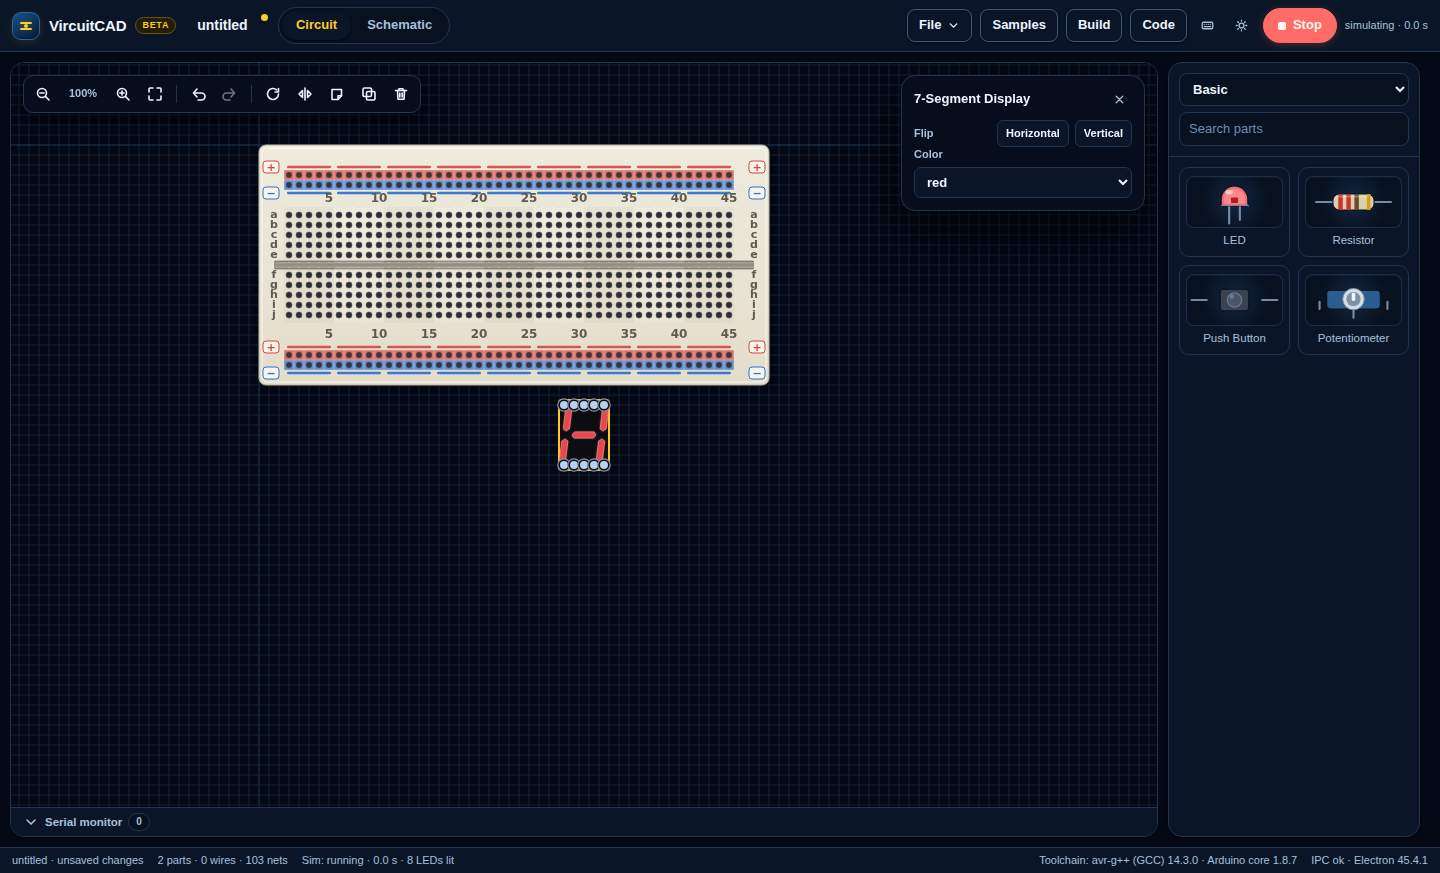 VircuitCAD BETA untitled Circuit Schematic File Samples Build Code Stop simulating · 0.0 s
100%
7-Segment Display
Flip Horizontal Vertical
Color
red
Basic
Search parts
LED Resistor
Push Button Potentiometer
+ +
− −
5 10 15 20 25 30 35 40 45
a a
b b
c c
d d
e e
f f
g g
h h
i i
j j
5 10 15 20 25 30 35 40 45
+ +
− −
Serial monitor 0
untitled · unsaved changes 2 parts · 0 wires · 103 nets Sim: running · 0.0 s · 8 LEDs lit Toolchain: avr-g++ (GCC) 14.3.0 · Arduino core 1.8.7 IPC ok · Electron 45.4.1